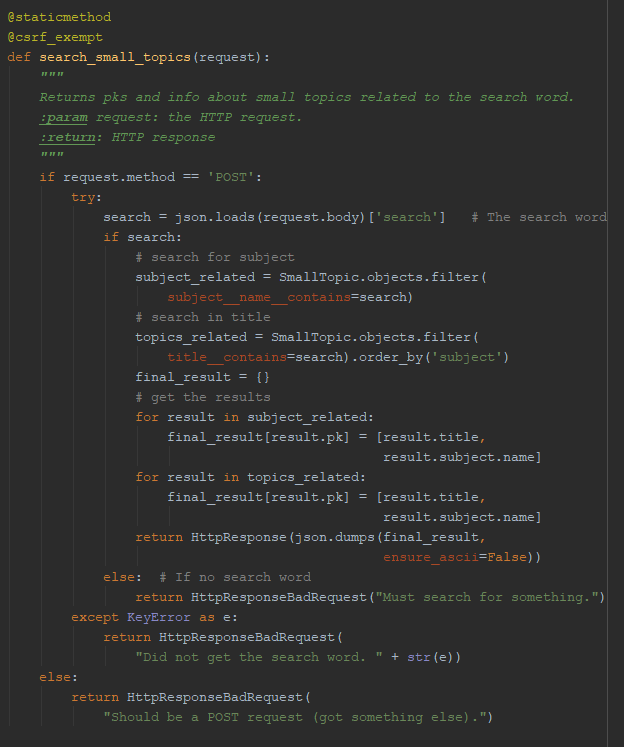 @staticmethod
@csrf_exempt
def search_small_topics(request):
    """
    Returns pks and info about small topics related to the search word.
    :param request: the HTTP request.
    :return: HTTP response
    """
    if request.method == 'POST':
        try:
            search = json.loads(request.body)['search']   # The search word
            if search:
                # search for subject
                subject_related = SmallTopic.objects.filter(
                    subject__name__contains=search)
                # search in title
                topics_related = SmallTopic.objects.filter(
                    title__contains=search).order_by('subject')
                final_result = {}
                # get the results
                for result in subject_related:
                    final_result[result.pk] = [result.title,
                                               result.subject.name]
                for result in topics_related:
                    final_result[result.pk] = [result.title,
                                               result.subject.name]
                return HttpResponse(json.dumps(final_result,
                                               ensure_ascii=False))
            else:  # If no search word
                return HttpResponseBadRequest("Must search for something.")
        except KeyError as e:
            return HttpResponseBadRequest(
                "Did not get the search word. " + str(e))
    else:
        return HttpResponseBadRequest(
            "Should be a POST request (got something else).")